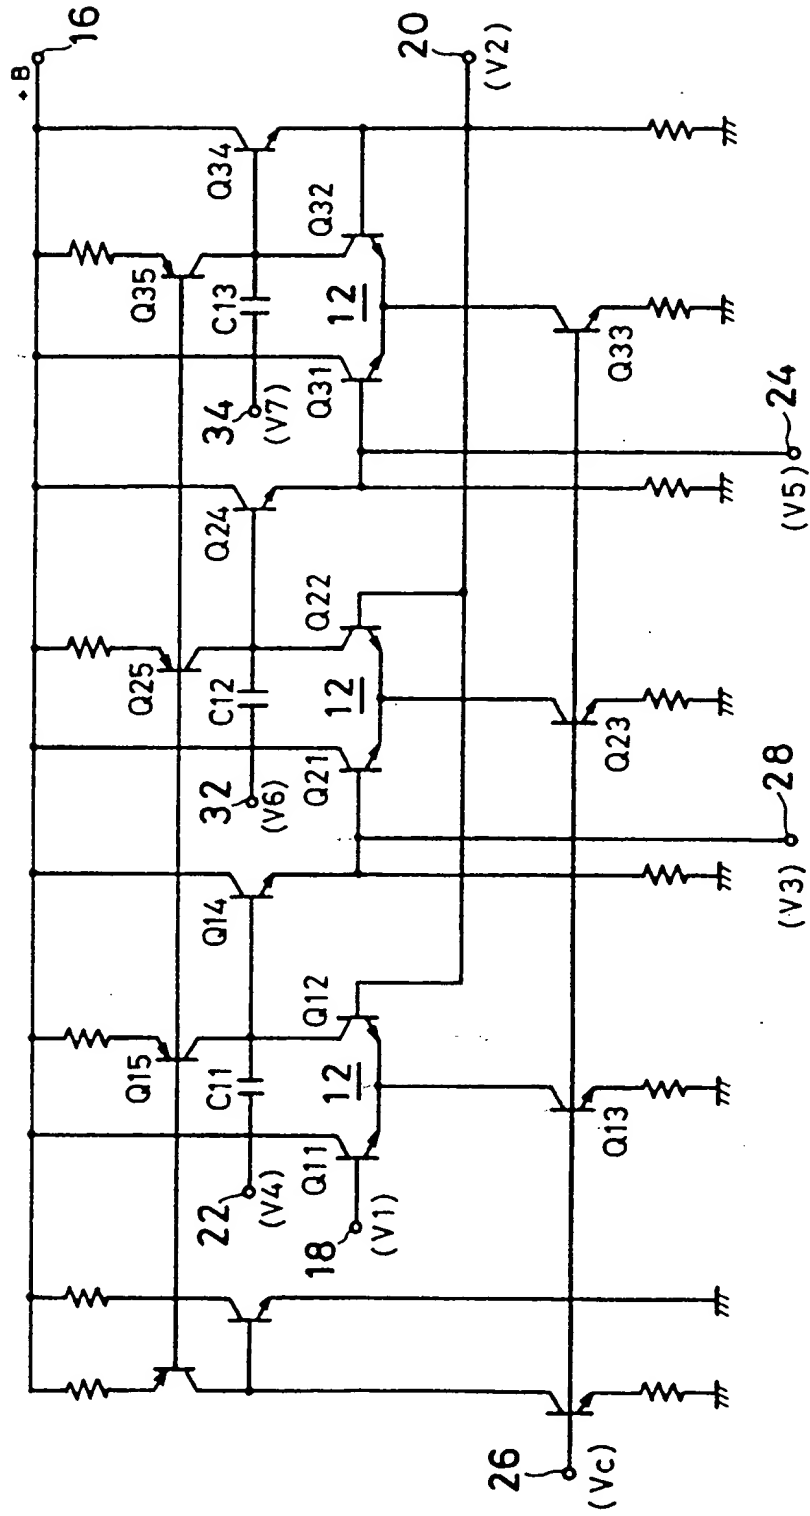 +B
16
Q34
Q35
Q32
C13
12
Q31
34
(V7)
20
(V2)
Q33
24
(V5)
Q24
Q25
Q22
C12
12
Q21
32
(V6)
Q23
28
(V3)
Q14
Q15
Q12
C11
12
Q11
22
(V4)
18
(V1)
Q13
26
(Vc)